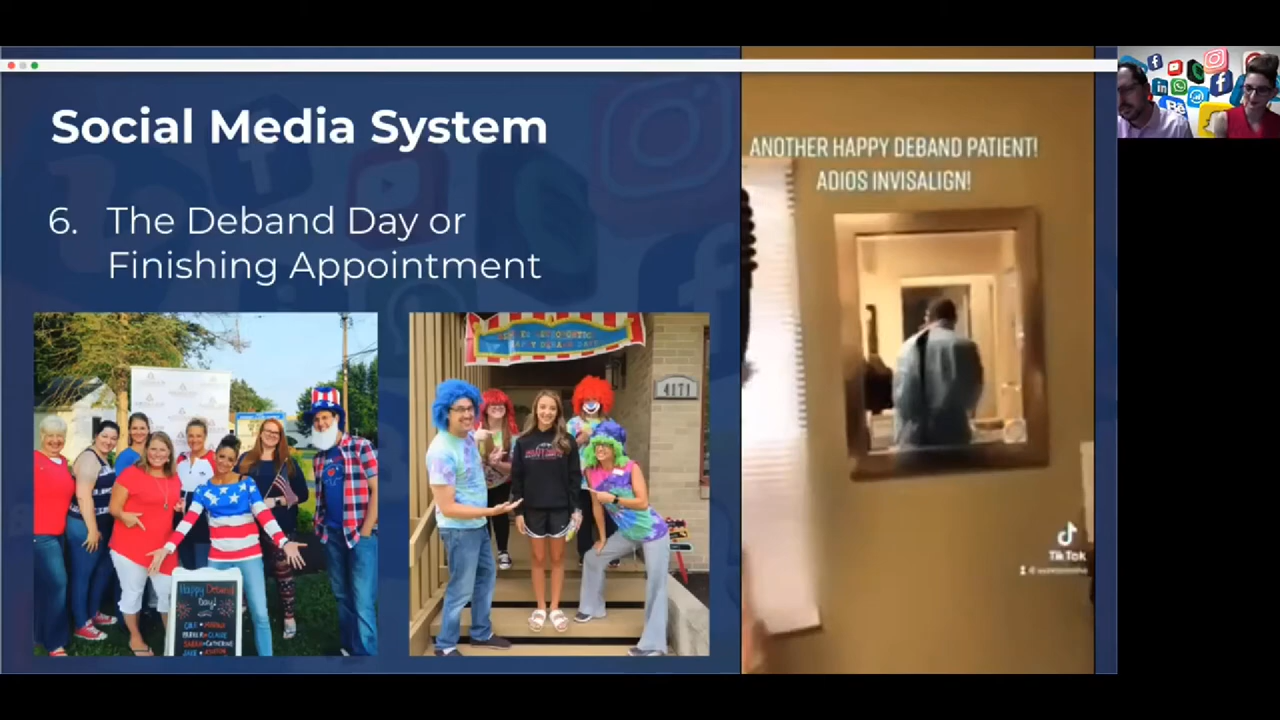 Social Media System
6. The Deband Day or
Finishing Appointment
Happy Deband
Day!
4171
ANOTHER HAPPY DEBAND PATIENT!
ADIOS INVISALIGN!
TikTok